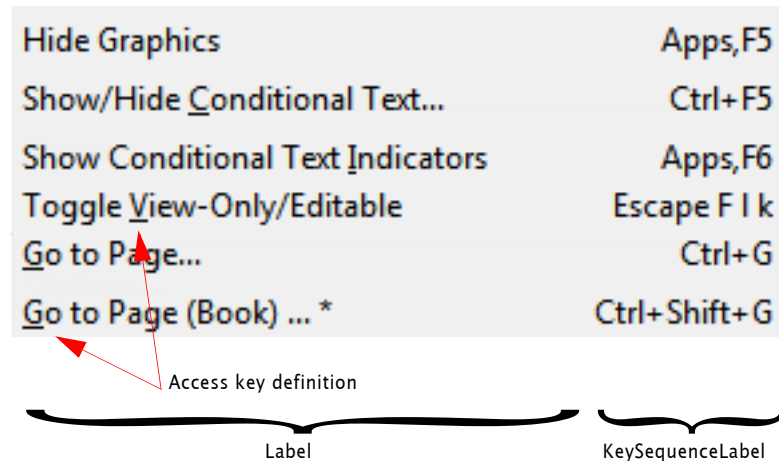 Hide Graphics Apps,F5
Show/Hide Conditional Text... Ctrl+F5
Show Conditional Text Indicators Apps,F6
Toggle View-Only/Editable Escape F l k
Go to Page... Ctrl+G
Go to Page (Book) ... * Ctrl+Shift+G
Access key definition
Label KeySequenceLabel